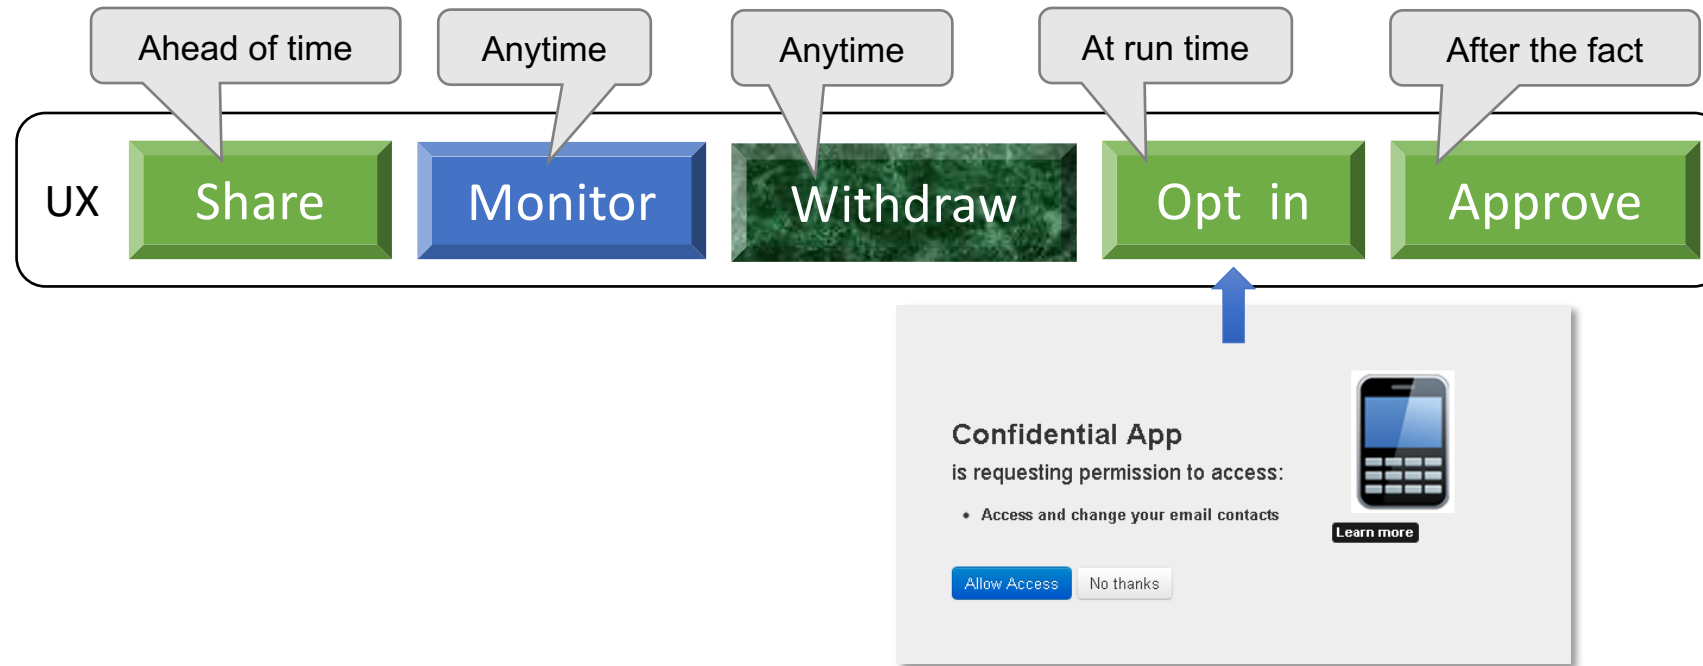 Ahead of time
Anytime
Anytime
At run time
After the fact
UX
Share
Monitor
Withdraw
Opt in
Approve
Confidential App
is requesting permission to access:
• Access and change your email contacts
Learn more
Allow Access
No thanks